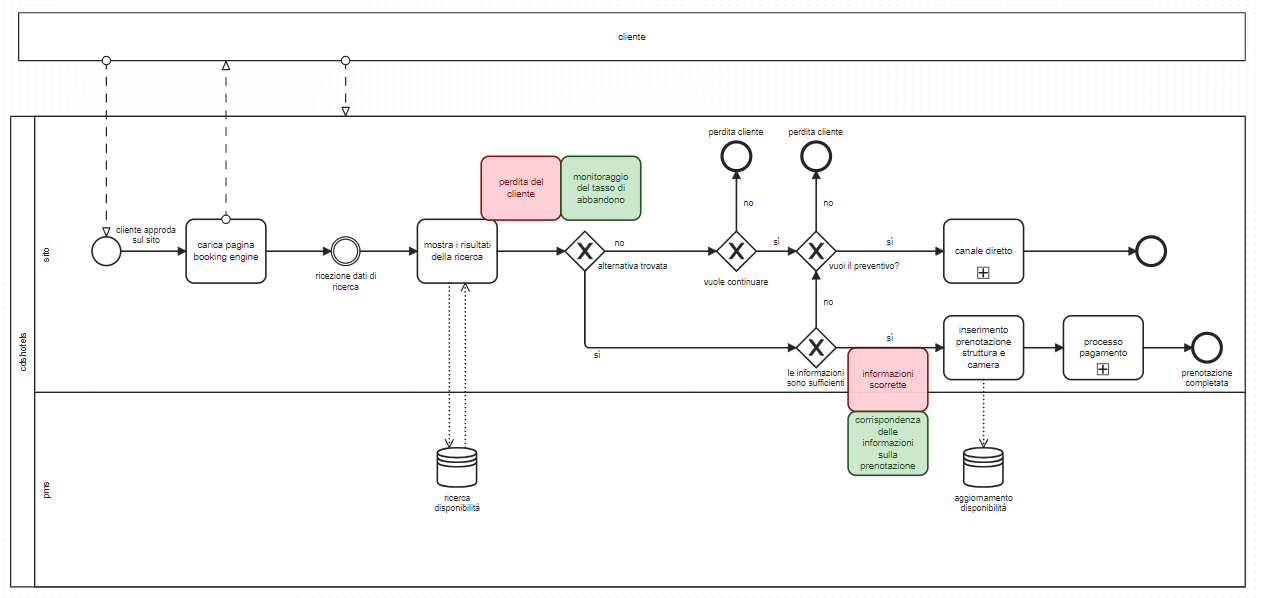 cliente
perdita cliente
perdita cliente
perdita del
cliente
monitoraggio
del tasso di
abbandono
no
no
cliente approda
sul sito
carica pagina
booking engine
ricezione dati di
ricerca
mostra i risultati
della ricerca
no
alternativa trovata
sì
vuole continuare
sì
vuoi il preventivo?
canale diretto
sito
no
sì
sì
le informazioni
sono sufficienti
inserimento
prenotazione
struttura e
camera
processo
pagamento
prenotazione
completata
cds hotels
informazioni
scorrette
corrispondenza
delle
informazioni
sulla
prenotazione
pms
ricerca
disponibilità
aggiornamento
disponibilità